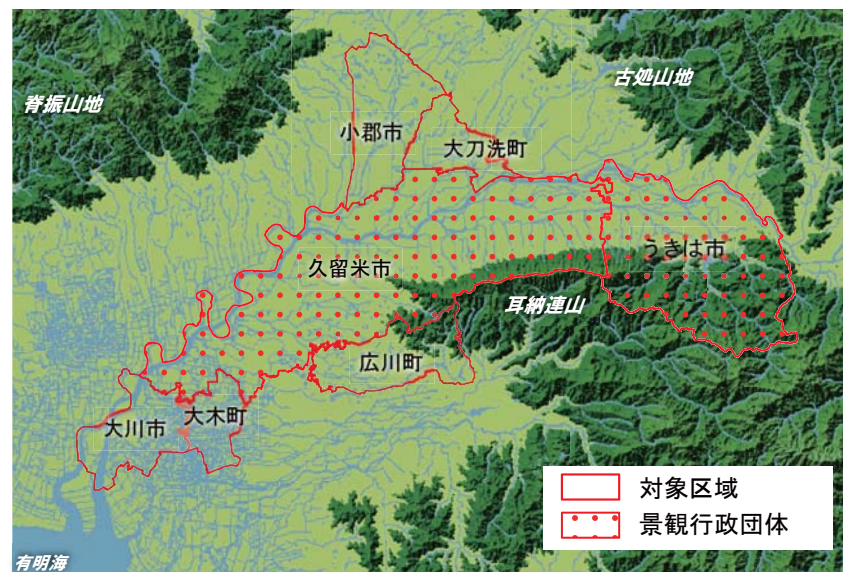 古処山地
脊振山地
小郡市
大刀洗町
うきは市
久留米市
耳納連山
広川町
大木町
大川市
対象区域
景観行政団体
有明海